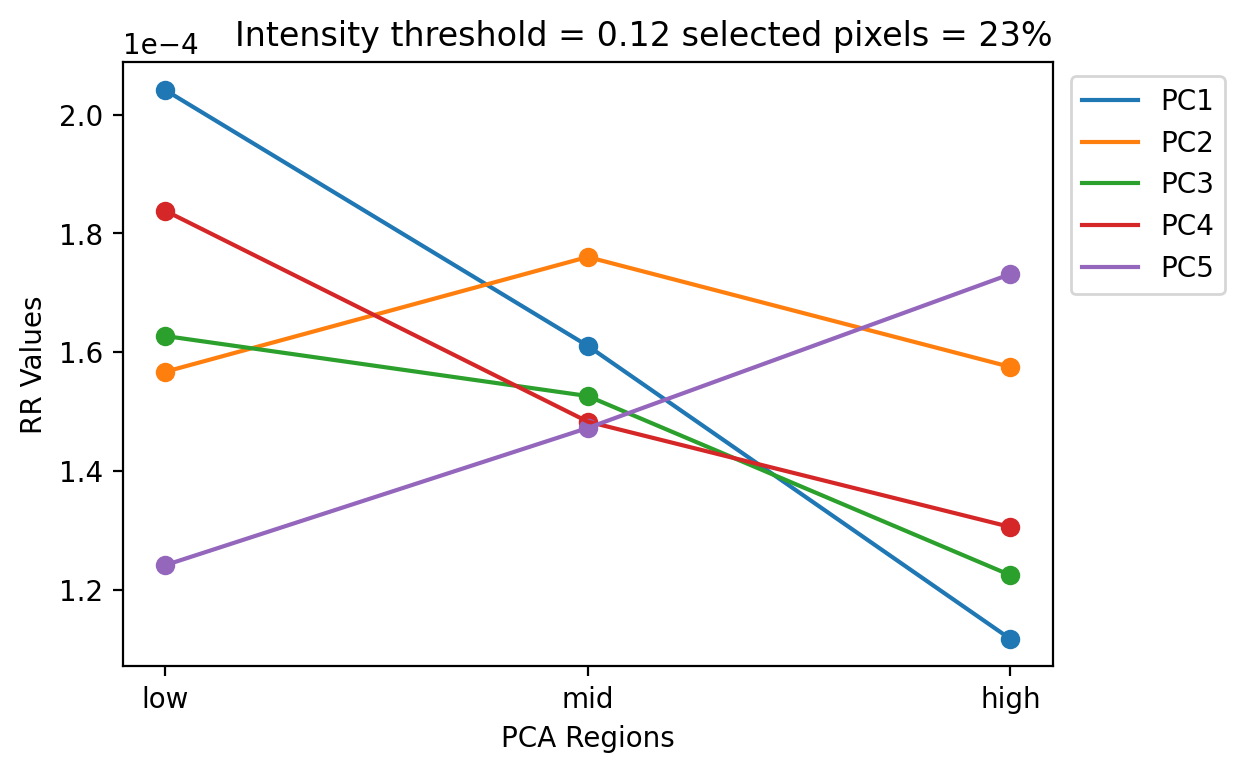 Intensity threshold = 0.12 selected pixels = 23%
1e−4
2.0
1.8
1.6
1.4
1.2
RR Values
low
mid
high
PCA Regions
PC1
PC2
PC3
PC4
PC5